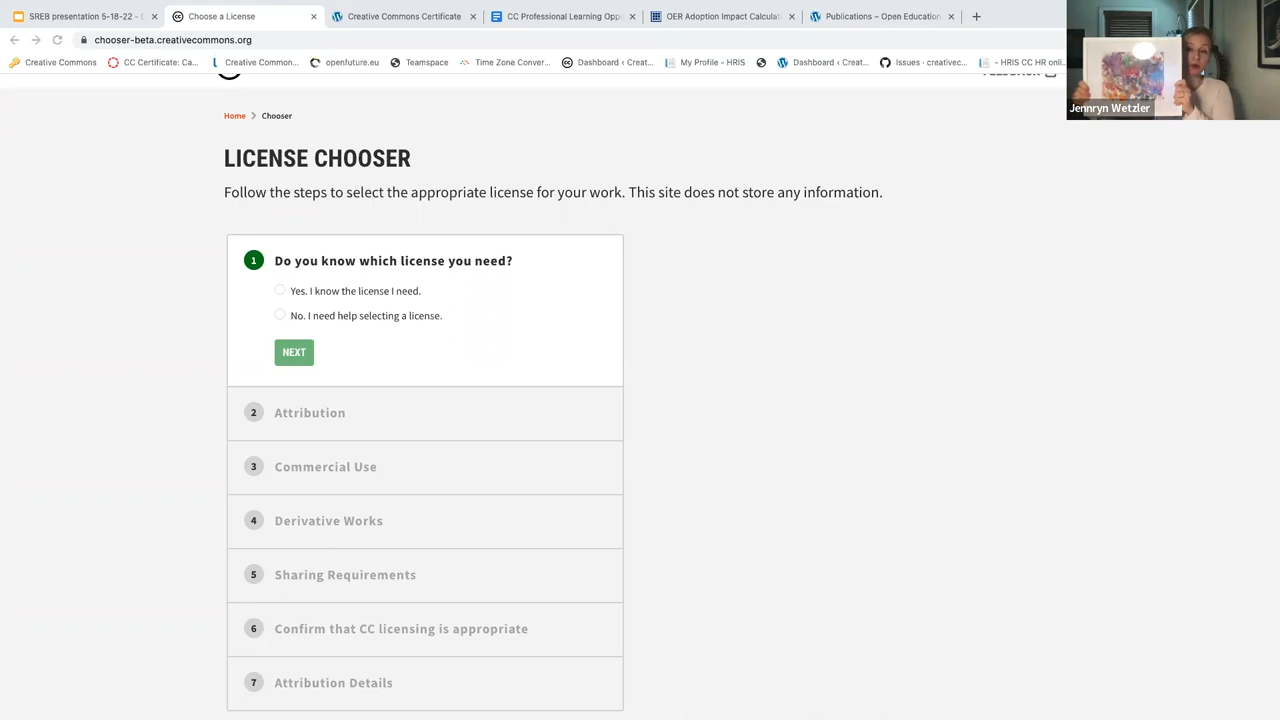 SREB presentation 5-18-22 - C
Choose a License
Creative Commons Certificate
CC Professional Learning Opp
OER Adoption Impact Calculat
Publications – Open Education
chooser-beta.creativecommons.org
Creative Commons
CC Certificate: Ca...
Creative Common...
openfuture.eu
Teamspace
Time Zone Conver...
Dashboard ‹ Creat...
My Profile - HRIS
Dashboard ‹ Creat...
Issues · creativec...
- HRIS CC HR onli...
Jennryn Wetzler
Home > Chooser
LICENSE CHOOSER
Follow the steps to select the appropriate license for your work. This site does not store any information.
1 Do you know which license you need?
Yes. I know the license I need.
No. I need help selecting a license.
NEXT
2 Attribution
3 Commercial Use
4 Derivative Works
5 Sharing Requirements
6 Confirm that CC licensing is appropriate
7 Attribution Details